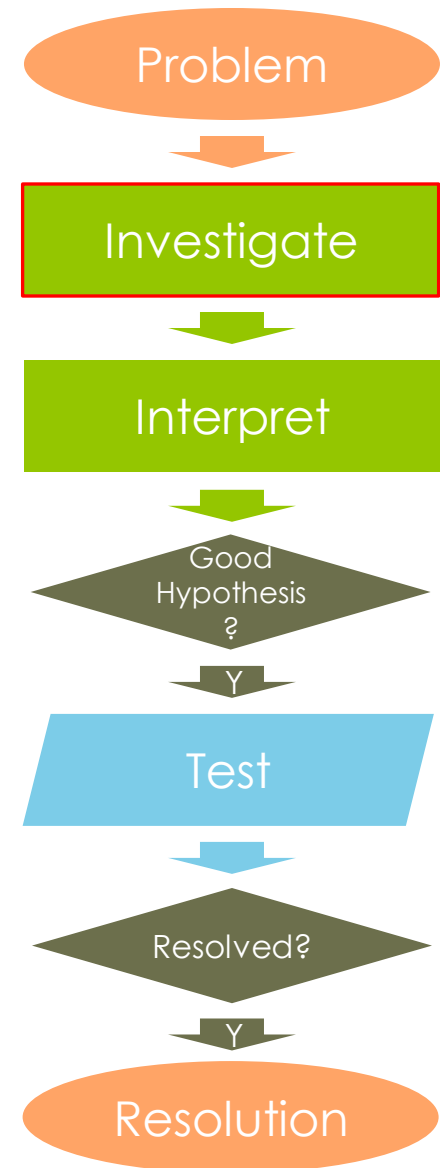 Problem
Investigate
Interpret
Good
Hypothesis
?
Y
Test
Resolved?
Y
Resolution